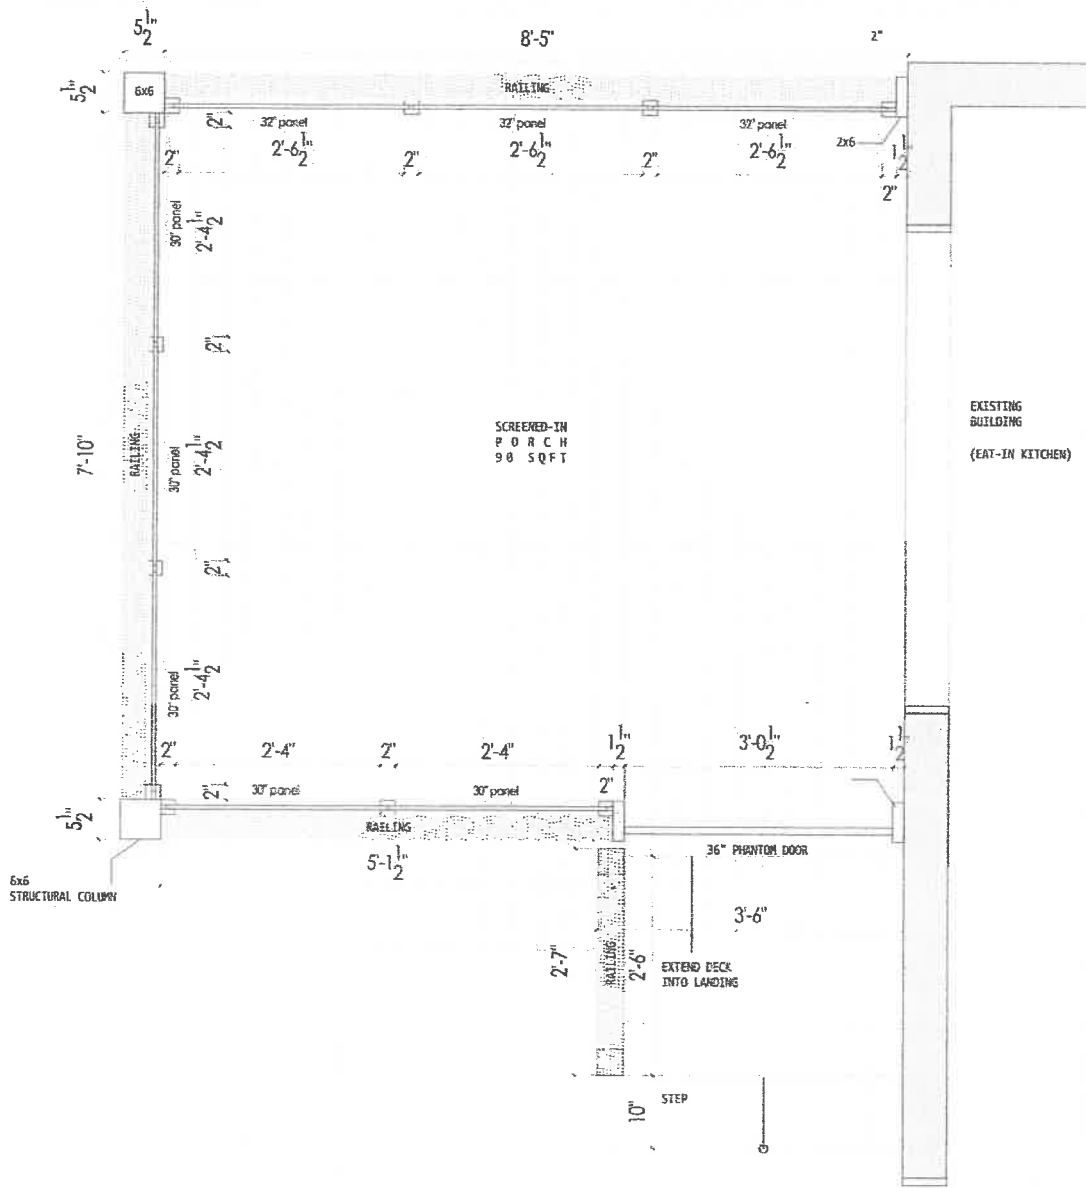 5 1/2"
8'-5"
2"
5 1/2"
6x6
RAILING
32" panel
32" panel
32" panel
2x6
2"
2'-6 1/2"
2'-6 1/2"
2'-6 1/2"
1 1/2"
2"
2"
2"
2"
30" panel
2'-4 1/2"
2"
7'-10"
RAILING
30" panel
2'-4 1/2"
2"
SCREENED-IN
PORCH
90 SQFT
EXISTING
BUILDING
(EAT-IN KITCHEN)
30" panel
2'-4 1/2"
2"
2'-4"
2"
2'-4"
1 1/2"
3'-0 1/2"
1 1/2"
2"
5 1/2"
2"
30" panel
30" panel
RAILING
5'-1 1/2"
36" PHANTOM DOOR
6x6
STRUCTURAL COLUMN
3'-6"
2'-7"
RAILING
2'-6"
EXTEND DECK
INTO LANDING
10"
STEP